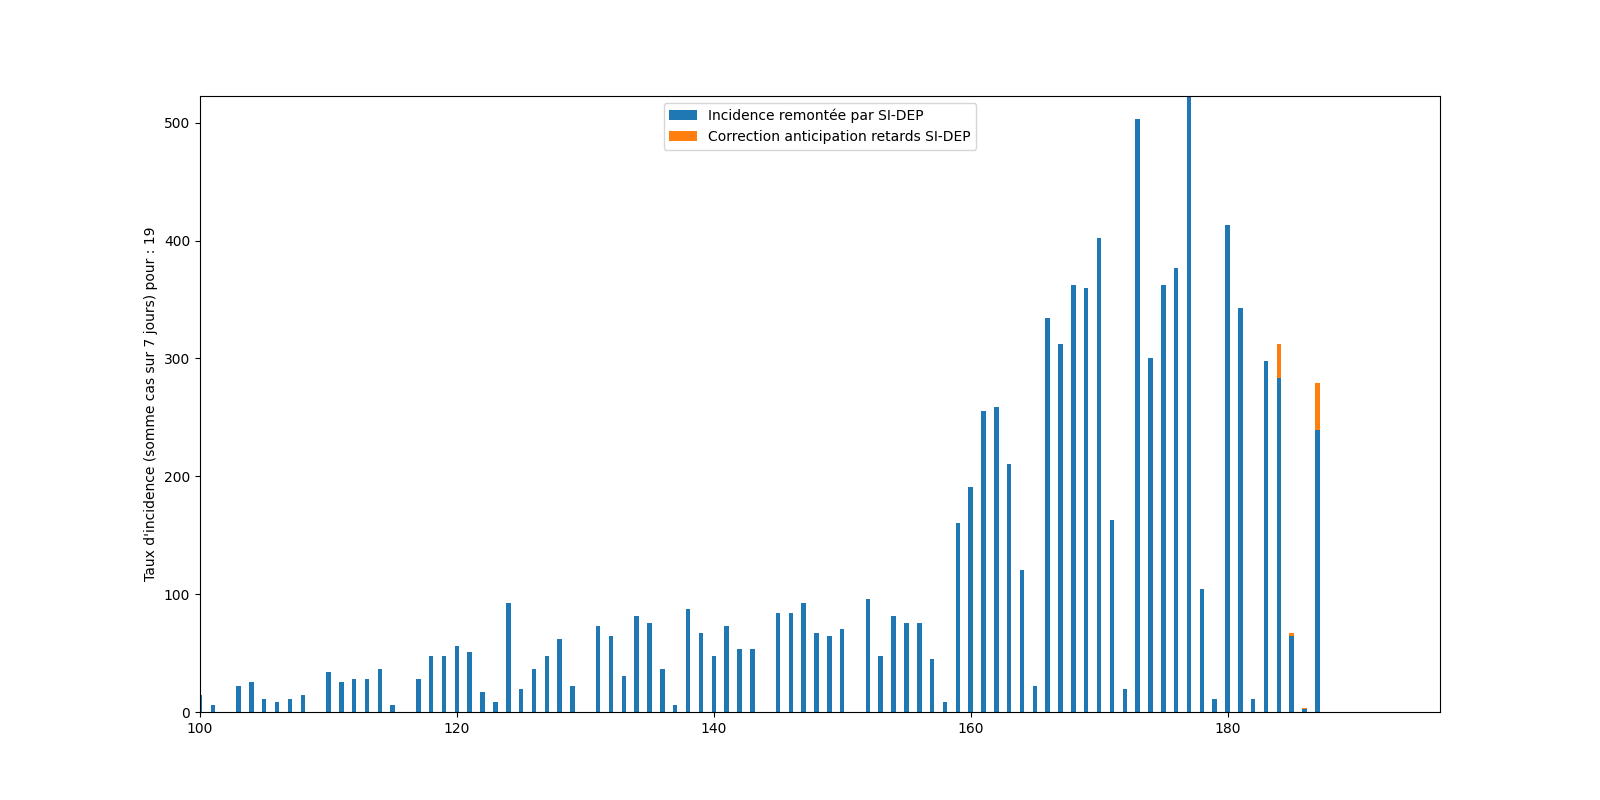 Incidence remontée par SI-DEP
Correction anticipation retards SI-DEP
Taux d'incidence (somme cas sur 7 jours) pour : 19
500
400
300
200
100
0
100 120 140 160 180